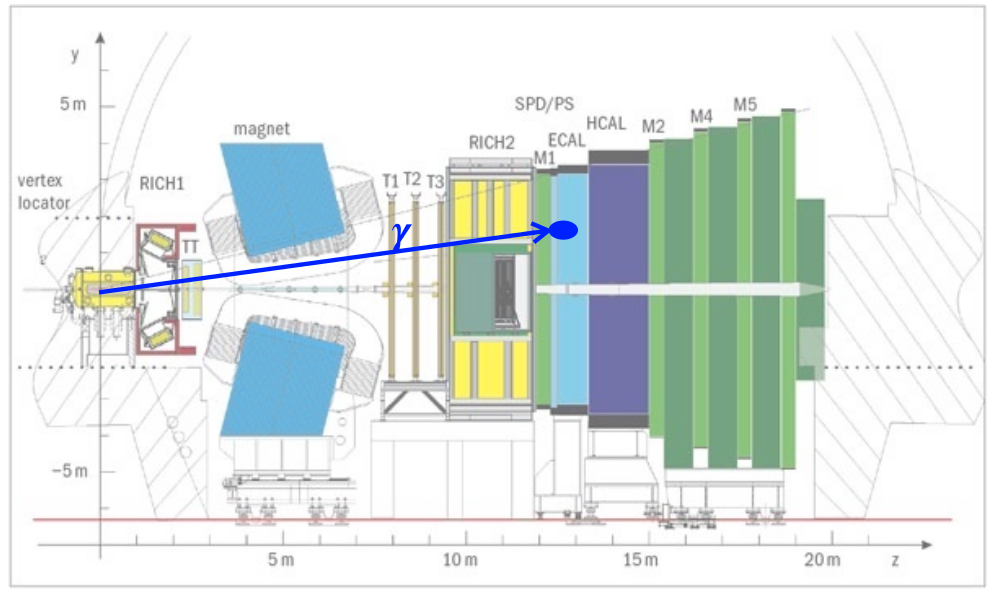 y
5 m
SPD/PS
HCAL
M5
M4
M2
ECAL
M1
magnet
RICH2
vertex
locator
RICH1
T1
T2
T3
TT
γ
−5 m
5 m
10 m
15 m
20 m
z